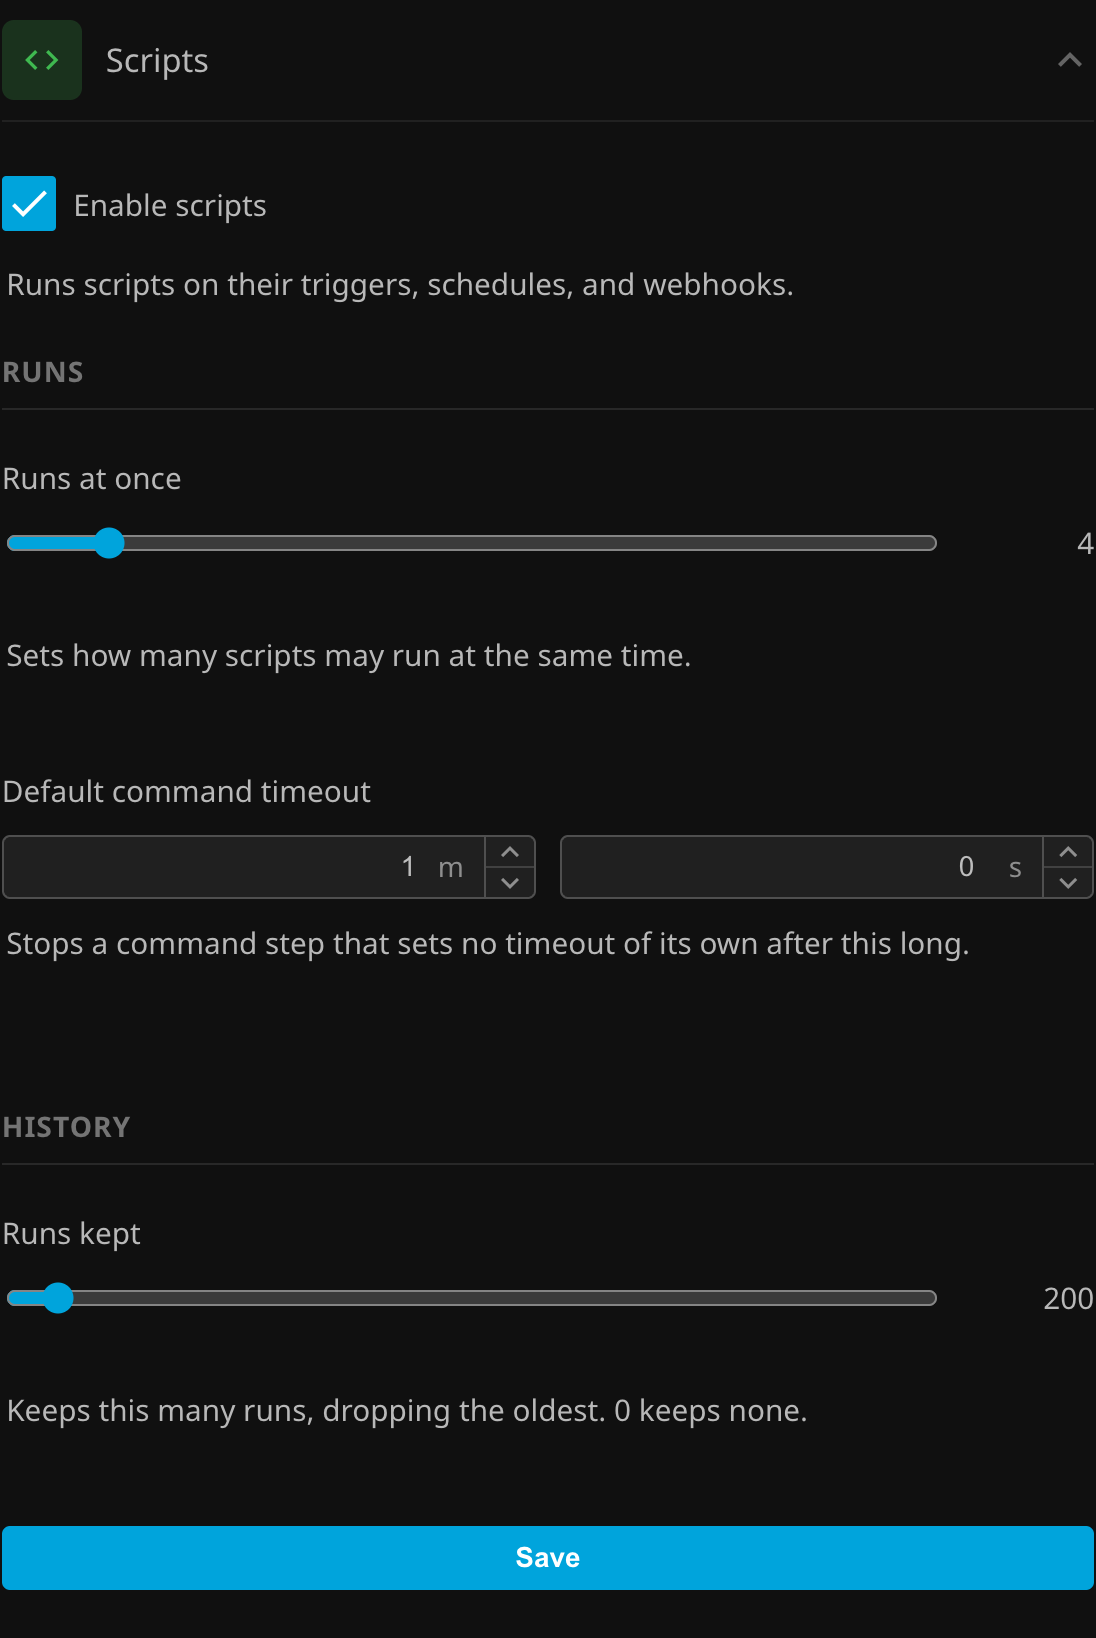 Scripts
Enable scripts
Runs scripts on their triggers, schedules, and webhooks.
RUNS
Runs at once
4
Sets how many scripts may run at the same time.
Default command timeout
1 m 0 s
Stops a command step that sets no timeout of its own after this long.
HISTORY
Runs kept
200
Keeps this many runs, dropping the oldest. 0 keeps none.
Save